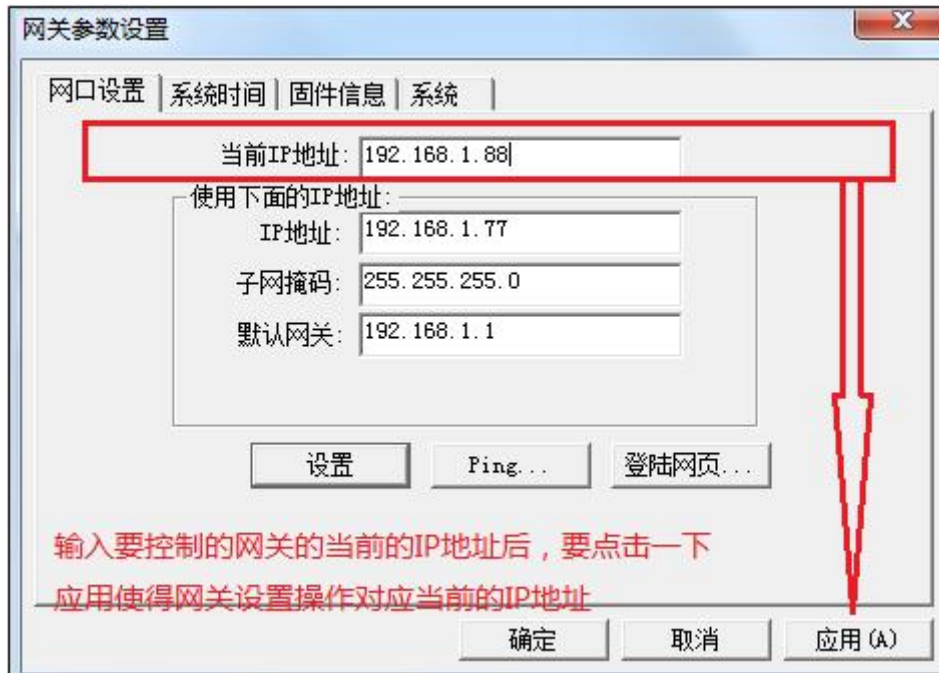 网关参数设置
网口设置 系统时间 固件信息 系统
当前IP地址: 192.168.1.88
使用下面的IP地址:
IP地址: 192.168.1.77
子网掩码: 255.255.255.0
默认网关: 192.168.1.1
设置 Ping... 登陆网页...
输入要控制的网关的当前的IP地址后，要点击一下
应用使得网关设置操作对应当前的IP地址
确定 取消 应用(A)